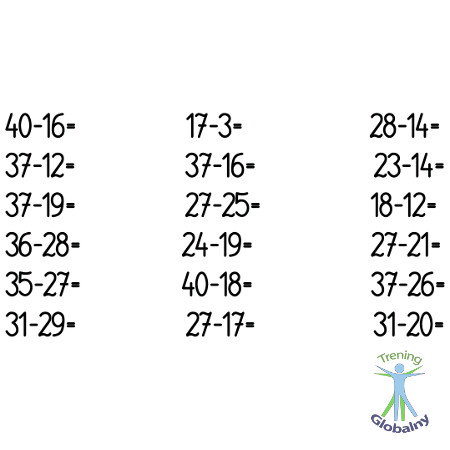 40-16= 17-3= 28-14=
37-12= 37-16= 23-14=
37-19= 27-25= 18-12=
36-28= 24-19= 27-21=
35-27= 40-18= 37-26=
31-29= 27-17= 31-20=
Trening
Globalny